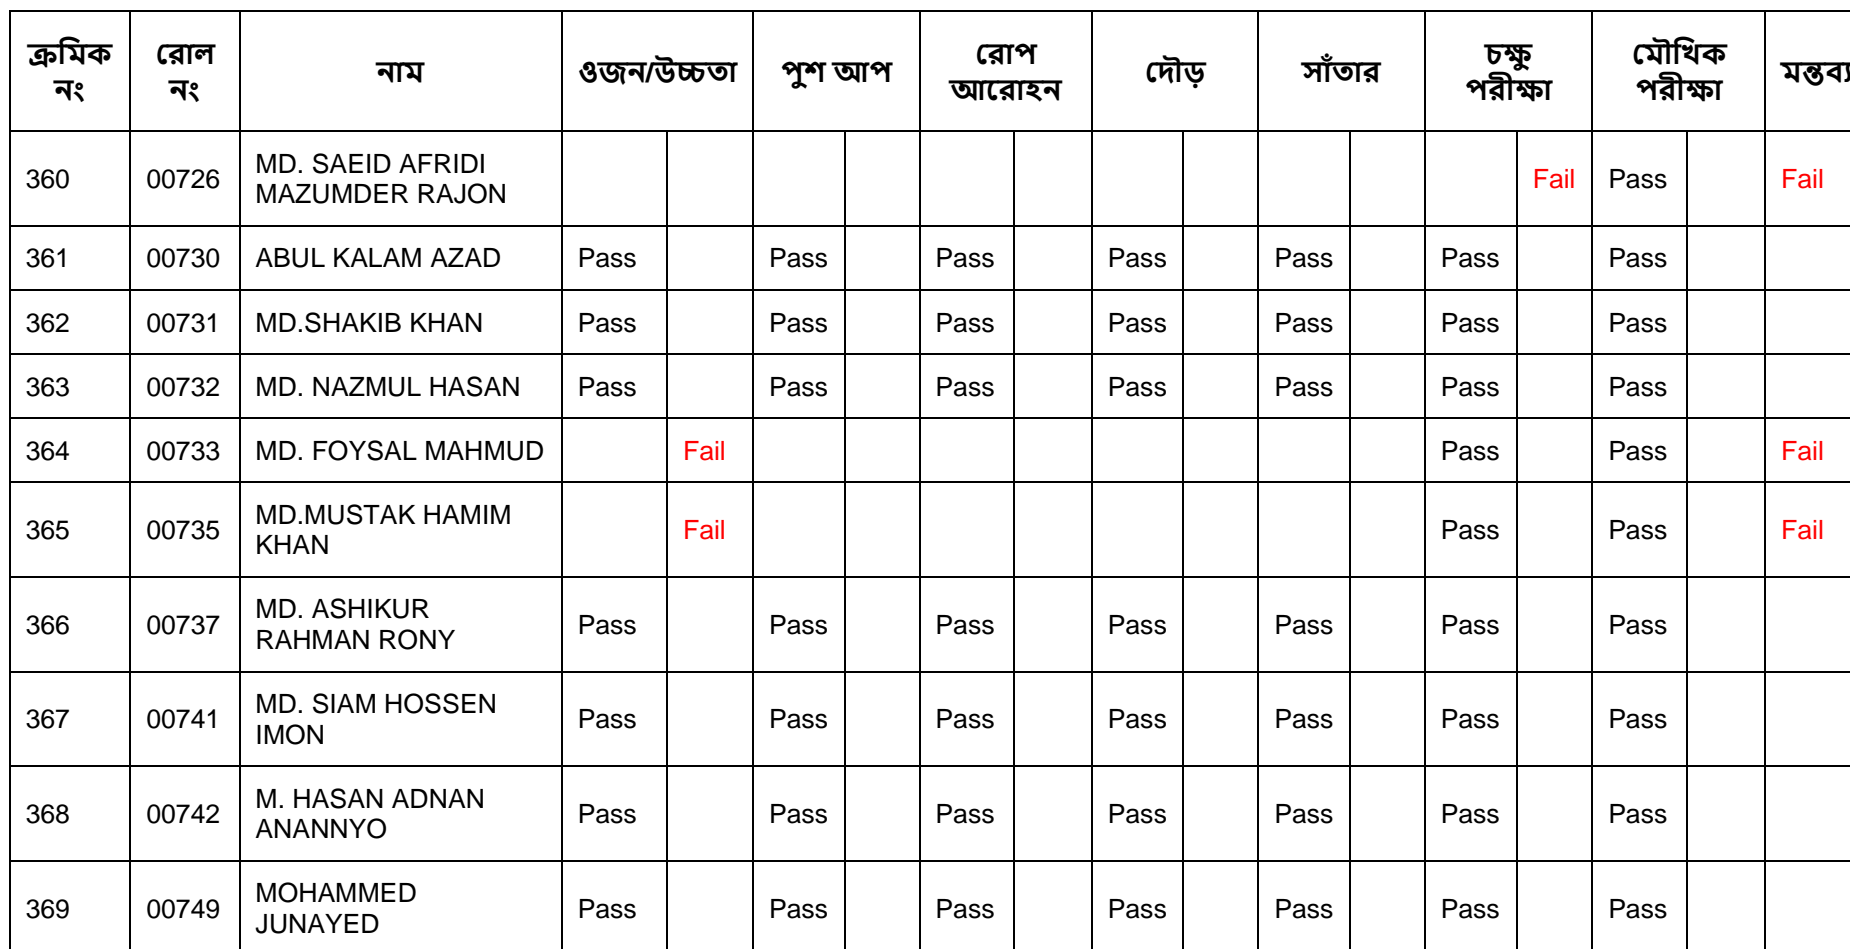 ক্রমিক নং রোল নং নাম ওজন/উচ্চতা পুশ আপ রোপ আরোহন দৌড় সাঁতার চক্ষু পরীক্ষা মৌখিক পরীক্ষা মন্তব্য
360 00726 MD. SAEID AFRIDI MAZUMDER RAJON Fail Pass Fail
361 00730 ABUL KALAM AZAD Pass Pass Pass Pass Pass Pass Pass
362 00731 MD.SHAKIB KHAN Pass Pass Pass Pass Pass Pass Pass
363 00732 MD. NAZMUL HASAN Pass Pass Pass Pass Pass Pass Pass
364 00733 MD. FOYSAL MAHMUD Fail Pass Pass Fail
365 00735 MD.MUSTAK HAMIM KHAN Fail Pass Pass Fail
366 00737 MD. ASHIKUR RAHMAN RONY Pass Pass Pass Pass Pass Pass Pass
367 00741 MD. SIAM HOSSEN IMON Pass Pass Pass Pass Pass Pass Pass
368 00742 M. HASAN ADNAN ANANNYO Pass Pass Pass Pass Pass Pass Pass
369 00749 MOHAMMED JUNAYED Pass Pass Pass Pass Pass Pass Pass